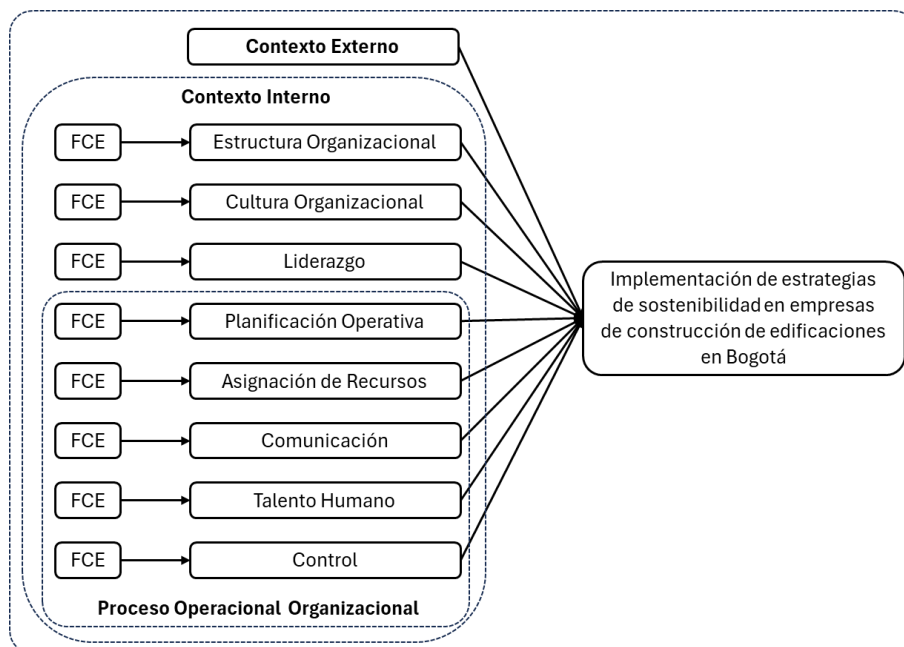 Contexto Externo
Contexto Interno
FCE
Estructura Organizacional
FCE
Cultura Organizacional
FCE
Liderazgo
FCE
Planificación Operativa
FCE
Asignación de Recursos
FCE
Comunicación
FCE
Talento Humano
FCE
Control
Proceso Operacional Organizacional
Implementación de estrategias
de sostenibilidad en empresas
de construcción de edificaciones
en Bogotá